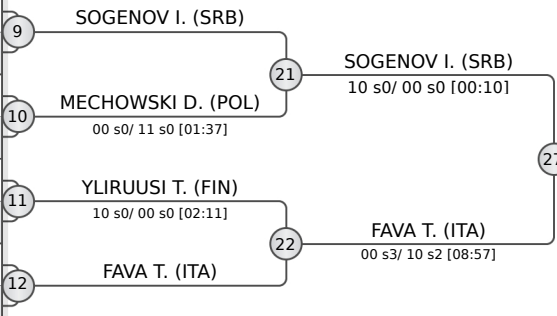 9
SOGENOV I. (SRB)
21
SOGENOV I. (SRB)
10 s0/ 00 s0 [00:10]
10
MECHOWSKI D. (POL)
00 s0/ 11 s0 [01:37]
27
11
YLIRUUSI T. (FIN)
10 s0/ 00 s0 [02:11]
22
FAVA T. (ITA)
00 s3/ 10 s2 [08:57]
12
FAVA T. (ITA)